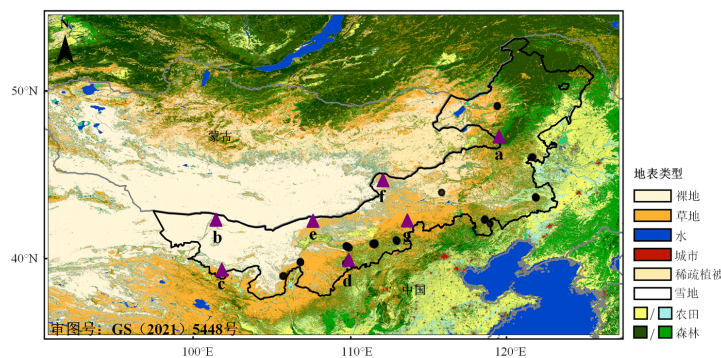 N
50°N
40°N
蒙古
中国
a
b
c
d
e
f
g
审图号：GS（2021）5448号
100°E
110°E
120°E
地表类型
裸地
草地
水
城市
稀疏植被
雪地
/ 农田
/ 森林